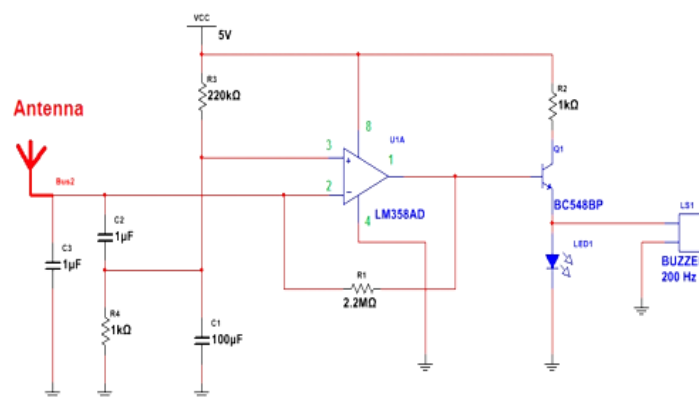 VCC
5V
R3
220kΩ
R2
1kΩ
Antenna
Bus2
8
U1A
3
1
2
4
LM358AD
Q1
BC548BP
C2
1µF
C3
1µF
LS1
BUZZER
200 Hz
LED1
R1
2.2MΩ
R4
1kΩ
C1
100µF